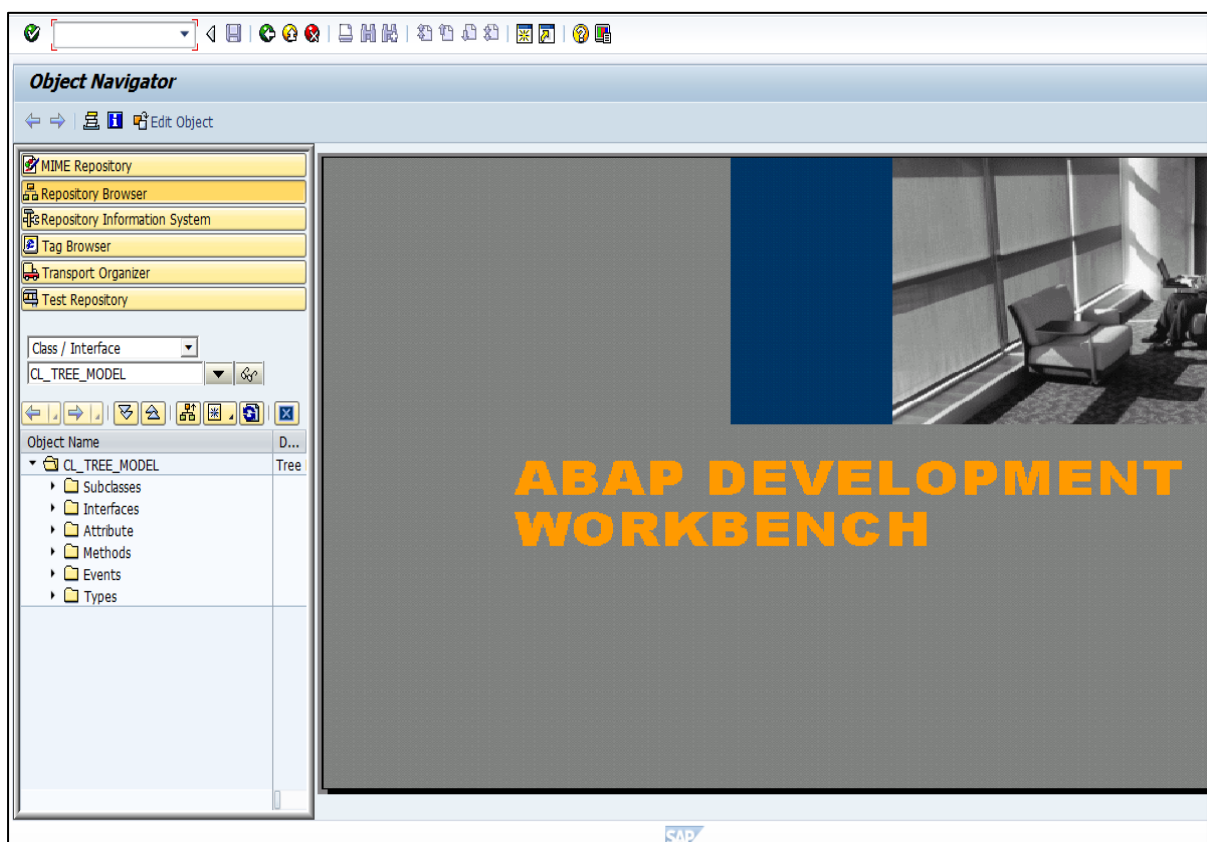 Object Navigator
Edit Object
MIME Repository
Repository Browser
Repository Information System
Tag Browser
Transport Organizer
Test Repository
Class / Interface
CL_TREE_MODEL
Object Name D...
CL_TREE_MODEL Tree
Subclasses
Interfaces
Attribute
Methods
Events
Types
ABAP DEVELOPMENT
WORKBENCH
SAP